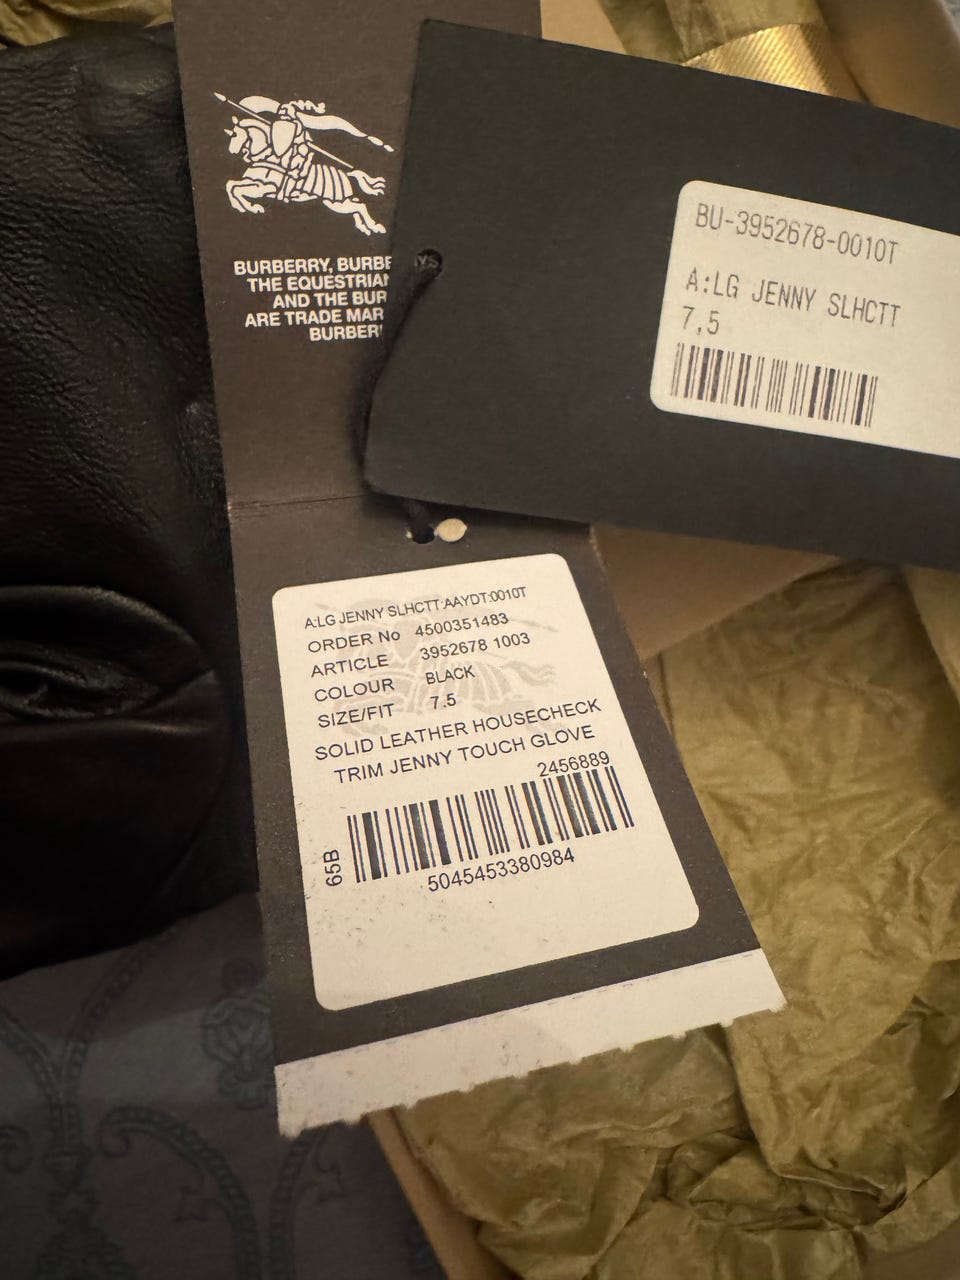 BURBERRY, BURBE
THE EQUESTRIAN
AND THE BUR
ARE TRADE MAR
BURBER
YS
BU-3952678-0010T
A:LG JENNY SLHCTT
7,5
A:LG JENNY SLHCTT:AAYDT:0010T
ORDER No 4500351483
ARTICLE 3952678 1003
COLOUR BLACK
SIZE/FIT 7.5
SOLID LEATHER HOUSECHECK
TRIM JENNY TOUCH GLOVE
2456889
65B
5045453380984